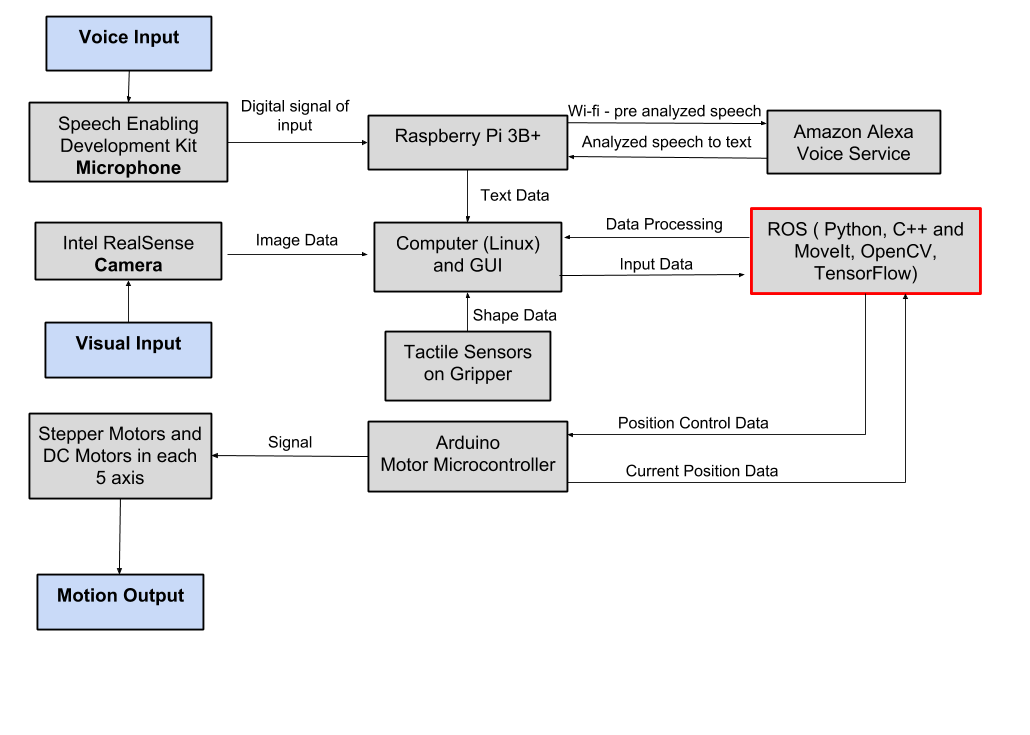 Voice Input
Speech Enabling
Development Kit
Microphone
Digital signal of
input
Raspberry Pi 3B+
Wi-fi - pre analyzed speech
Analyzed speech to text
Amazon Alexa
Voice Service
Text Data
Intel RealSense
Camera
Image Data
Computer (Linux)
and GUI
Data Processing
Input Data
ROS ( Python, C++ and
MoveIt, OpenCV,
TensorFlow)
Visual Input
Shape Data
Tactile Sensors
on Gripper
Stepper Motors and
DC Motors in each
5 axis
Signal
Arduino
Motor Microcontroller
Position Control Data
Current Position Data
Motion Output